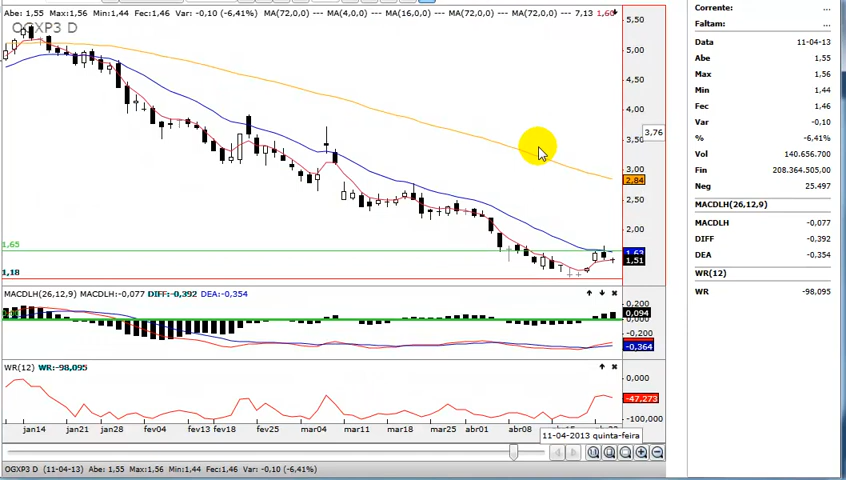 Abe: 1,55 Max:1,56 Min:1,44 Fec:1,46 Var: -0,10 (-6,41%) MA(72,0,0) --- MA(4,0,0) --- MA(16,0,0) --- MA(72,0,0) --- MA(72,0,0) --- 7,13 1,60
OGXP3 D
5,50
5,00
4,50
4,00
3,76
3,50
3,00
2,84
2,50
2,00
1,65
1,51
1,18
MACDLH(26,12,9) MACDLH:-0,077 DIFF:-0,392 DEA:-0,354
0,200
0,094
-0,200
-0,364
WR(12) WR:-98,095
0,000
-47,273
-100,000
jan14 jan21 jan28 fev04 fev13 fev18 fev25 mar04 mar11 mar18 mar25 abr01 abr08
11-04-2013 quinta-feira
OGXP3 D (11-04-13) Abe: 1,55 Max:1,56 Min:1,44 Fec:1,46 Var: -0,10 (-6,41%)
Corrente: ...
Faltam: ...
Data 11-04-13
Abe 1,55
Max 1,56
Min 1,44
Fec 1,46
Var -0,10
% -6,41%
Vol 140.656.700
Fin 208.364.505,00
Neg 25.497
MACDLH(26,12,9)
MACDLH -0,077
DIFF -0,392
DEA -0,354
WR(12)
WR -98,095